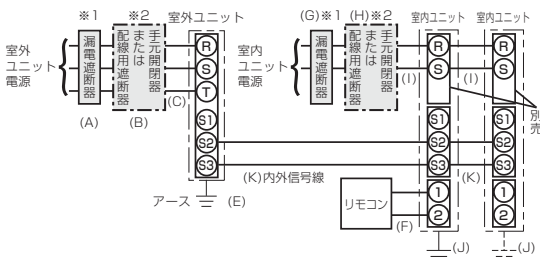 ※1
※2
室外ユニット
(G)※1
(H)※2
室内ユニット
室内ユニット
室外
ユニット
電源
漏電遮断器
手元開閉器
または
配線用遮断器
R
S
T
S1
S2
S3
(A)
(B)
(C)
室内
ユニット
電源
漏電遮断器
手元開閉器
または
配線用遮断器
(I)
(I)
R
S
S1
S2
S3
1
2
R
S
S1
S2
S3
1
2
別売
(K)内外信号線
(K)
アース
(E)
リモコン
(F)
(J)
(J)